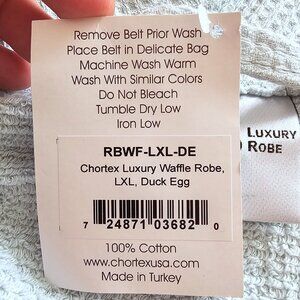 Remove Belt Prior Wash
Place Belt in Delicate Bag
Machine Wash Warm
Wash With Similar Colors
Do Not Bleach
Tumble Dry Low
Iron Low
RBWF-LXL-DE
Chortex Luxury Waffle Robe,
LXL, Duck Egg
7 24871 03682 0
100% Cotton
www.chortexusa.com
Made in Turkey
LUXURY
ROBE